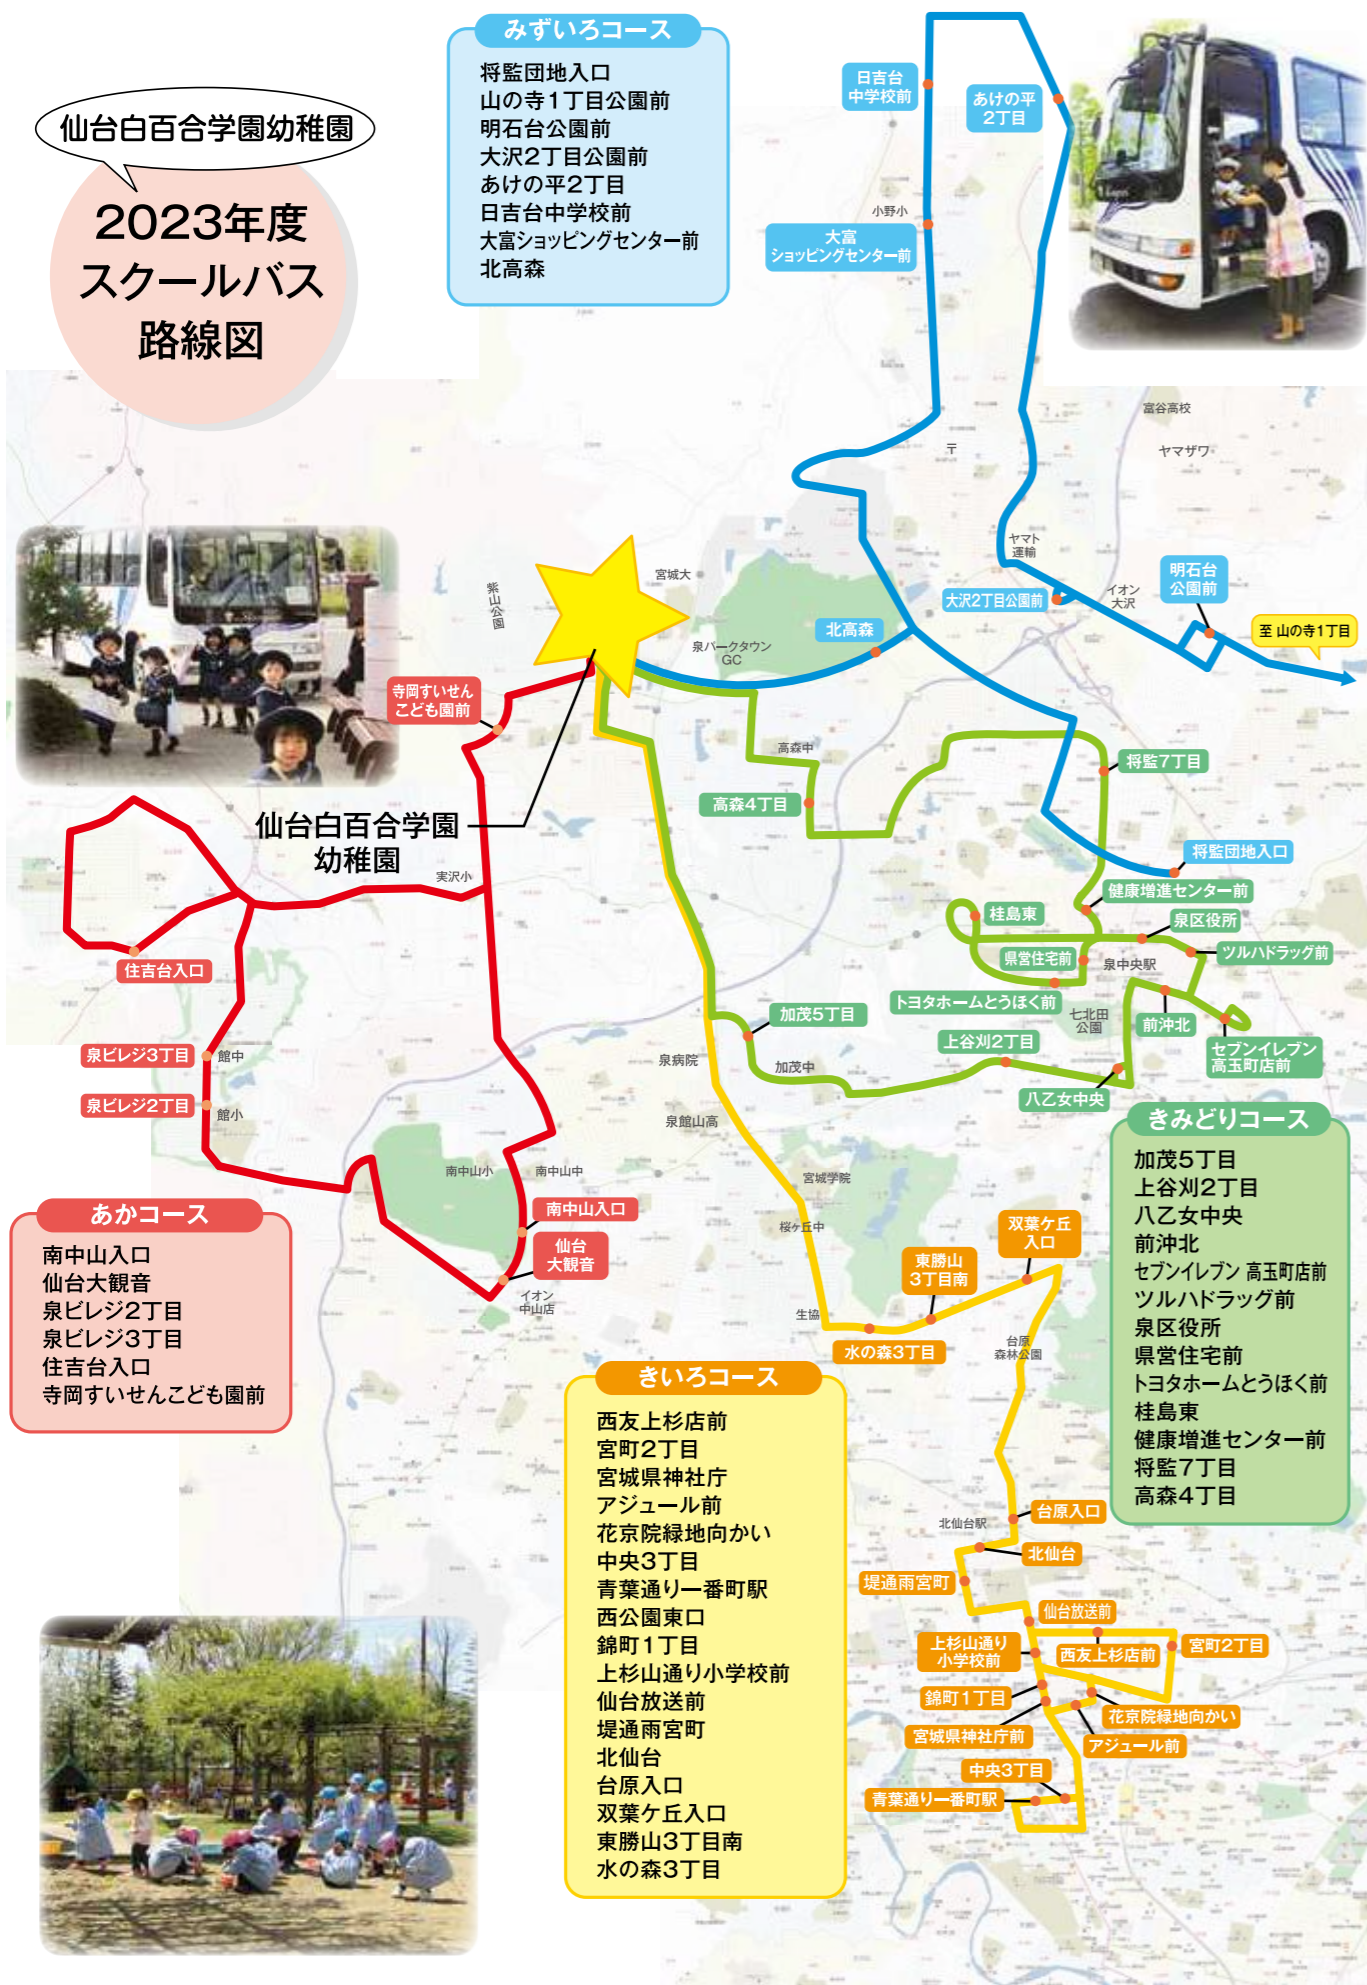 仙台白百合学園幼稚園
2023年度
スクールバス
路線図
みずいろコース
将監団地入口
山の寺1丁目公園前
明石台公園前
大沢2丁目公園前
あけの平2丁目
日吉台中学校前
大富ショッピングセンター前
北高森
日吉台
中学校前
あけの平
2丁目
小野小
大富
ショッピングセンター前
富谷高校
ヤマザワ
〒
ヤマト
運輸
大沢2丁目公園前
イオン
大沢
明石台
公園前
至 山の寺1丁目
宮城大
紫山公園
泉パークタウン
GC
北高森
寺岡すいせん
こども園前
高森中
高森4丁目
将監7丁目
仙台白百合学園
幼稚園
実沢小
将監団地入口
健康増進センター前
桂島東
泉区役所
県営住宅前
泉中央駅
ツルハドラッグ前
トヨタホームとうほく前
住吉台入口
加茂5丁目
七北田
公園
前沖北
上谷刈2丁目
セブンイレブン
高玉町店前
泉ビレジ3丁目
館中
泉病院
加茂中
八乙女中央
泉ビレジ2丁目
館小
泉館山高
南中山小
南中山中
宮城学院
南中山入口
桜ケ丘中
仙台
大観音
イオン
中山店
双葉ケ丘
入口
東勝山
3丁目南
生協
水の森3丁目
台原
森林公園
あかコース
南中山入口
仙台大観音
泉ビレジ2丁目
泉ビレジ3丁目
住吉台入口
寺岡すいせんこども園前
きみどりコース
加茂5丁目
上谷刈2丁目
八乙女中央
前沖北
セブンイレブン 高玉町店前
ツルハドラッグ前
泉区役所
県営住宅前
トヨタホームとうほく前
桂島東
健康増進センター前
将監7丁目
高森4丁目
きいろコース
西友上杉店前
宮町2丁目
宮城県神社庁
アジュール前
花京院緑地向かい
中央3丁目
青葉通り一番町駅
西公園東口
錦町1丁目
上杉山通り小学校前
仙台放送前
堤通雨宮町
北仙台
台原入口
双葉ケ丘入口
東勝山3丁目南
水の森3丁目
台原入口
北仙台駅
北仙台
堤通雨宮町
仙台放送前
上杉山通り
小学校前
西友上杉店前
宮町2丁目
錦町1丁目
花京院緑地向かい
宮城県神社庁前
アジュール前
中央3丁目
青葉通り一番町駅